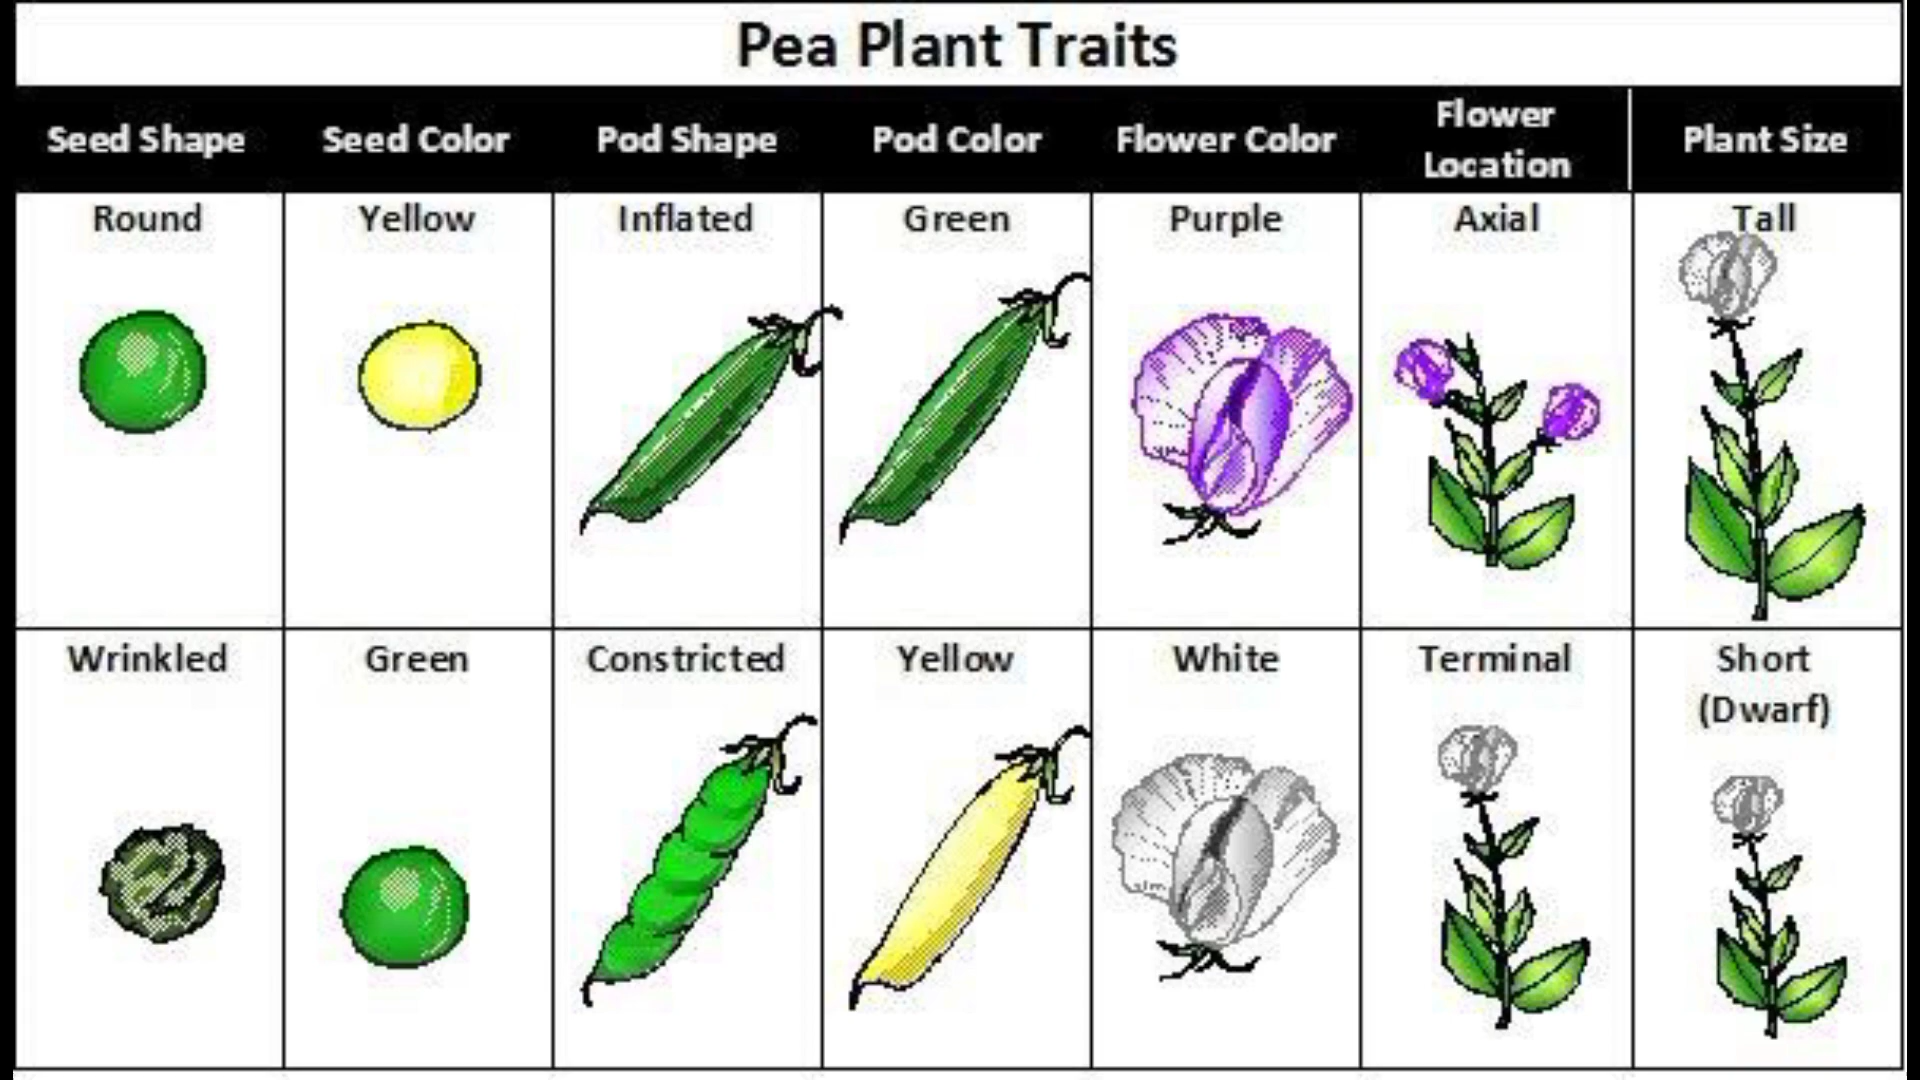 Pea Plant Traits
Seed Shape
Seed Color
Pod Shape
Pod Color
Flower Color
Flower
Location
Plant Size
Round
Yellow
Inflated
Green
Purple
Axial
Tall
Wrinkled
Green
Constricted
Yellow
White
Terminal
Short
(Dwarf)